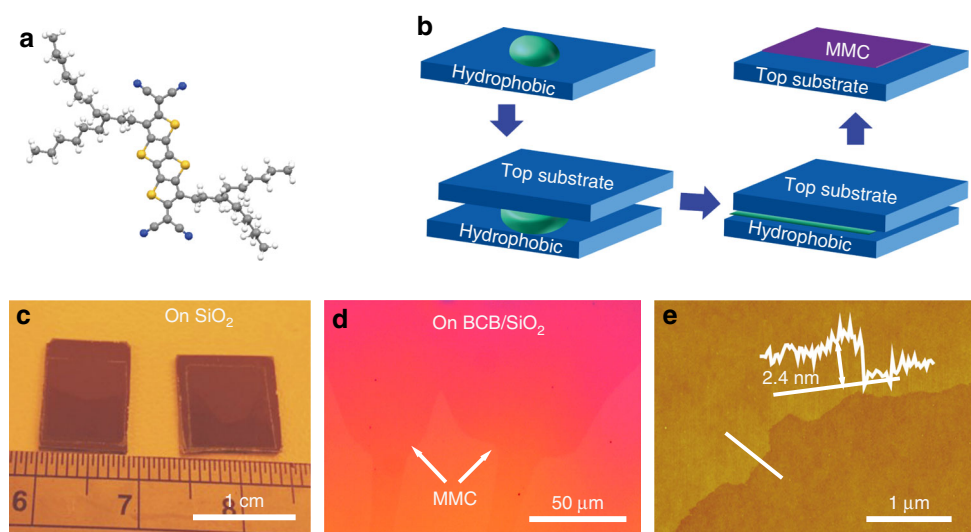 a
b
Hydrophobic
MMC
Top substrate
Top substrate
Hydrophobic
Top substrate
Hydrophobic
c
On SiO₂
6
7
8
1 cm
d
On BCB/SiO₂
MMC
50 μm
e
2.4 nm
1 μm